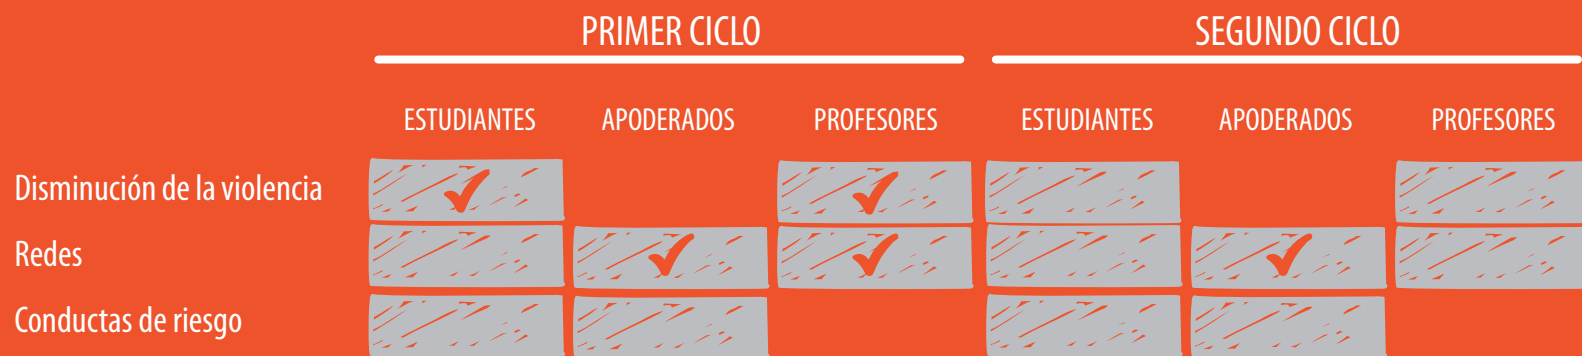 PRIMER CICLO SEGUNDO CICLO
ESTUDIANTES APODERADOS PROFESORES ESTUDIANTES APODERADOS PROFESORES
Disminución de la violencia
Redes
Conductas de riesgo